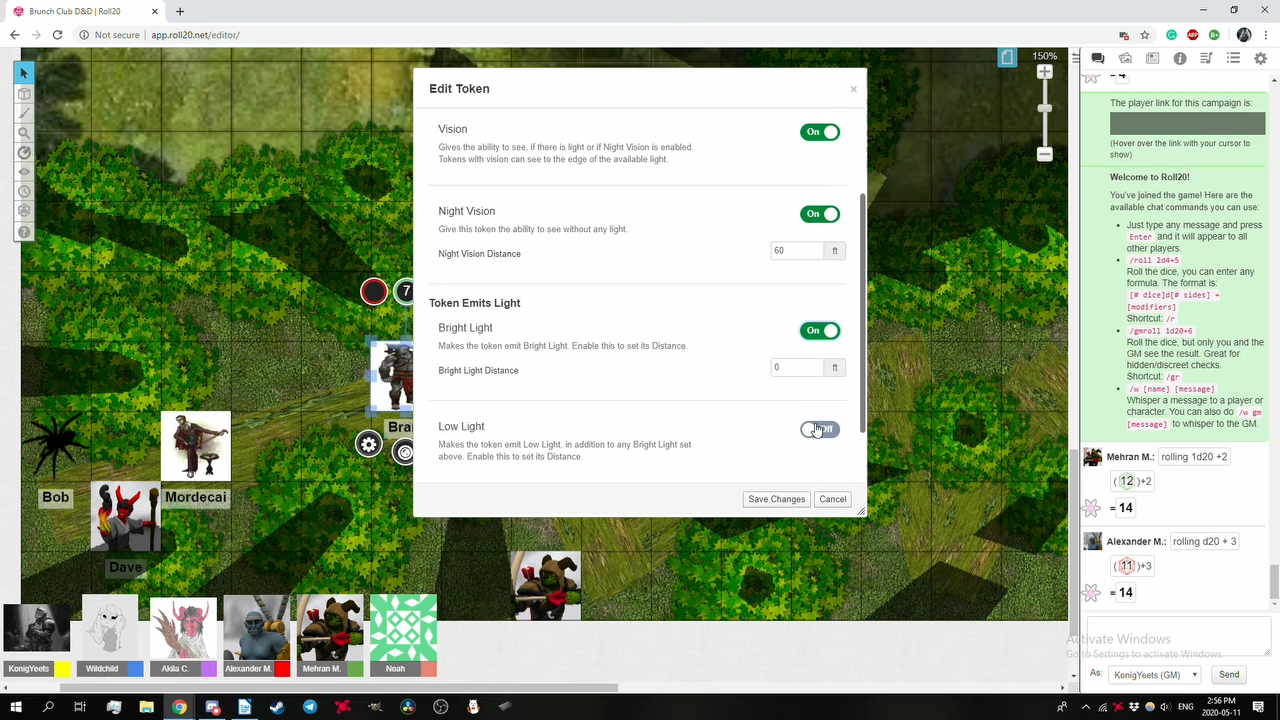 Brunch Club D&D | Roll20
Not secure | app.roll20.net/editor/
150%
Edit Token
Vision
On
Gives the ability to see, if there is light or if Night Vision is enabled.
Tokens with vision can see to the edge of the available light.
Night Vision
On
Give this token the ability to see without any light.
Night Vision Distance
60 ft
Token Emits Light
Bright Light
On
Makes the token emit Bright Light. Enable this to set its Distance.
Bright Light Distance
0 ft
Low Light
Makes the token emit Low Light, in addition to any Bright Light set
above. Enable this to set its Distance.
Save Changes
Cancel
7
Bob
Mordecai
Dave
KonigYeets
Wildchild
Akila C.
Alexander M.
Mehran M.
Noah
= 4
The player link for this campaign is:
(Hover over the link with your cursor to
show)
Welcome to Roll20!
You've joined the game! Here are the
available chat commands you can use:
Just type any message and press
Enter and it will appear to all
other players.
/roll 2d4+5
Roll the dice, you can enter any
formula. The format is:
[# dice]d[# sides] +
[modifiers]
Shortcut: /r
/gmroll 1d20+6
Roll the dice, but only you and the
GM see the result. Great for
hidden/discreet checks.
Shortcut: /gr
/w [name] [message]
Whisper a message to a player or
character. You can also do /w gm
[message] to whisper to the GM.
Mehran M.: rolling 1d20 +2
(12)+2
= 14
Alexander M.: rolling d20 + 3
(11)+3
= 14
Activate Windows
Go to Settings to activate Windows.
As: KonigYeets (GM)
Send
ENG
2:56 PM
2020-05-11